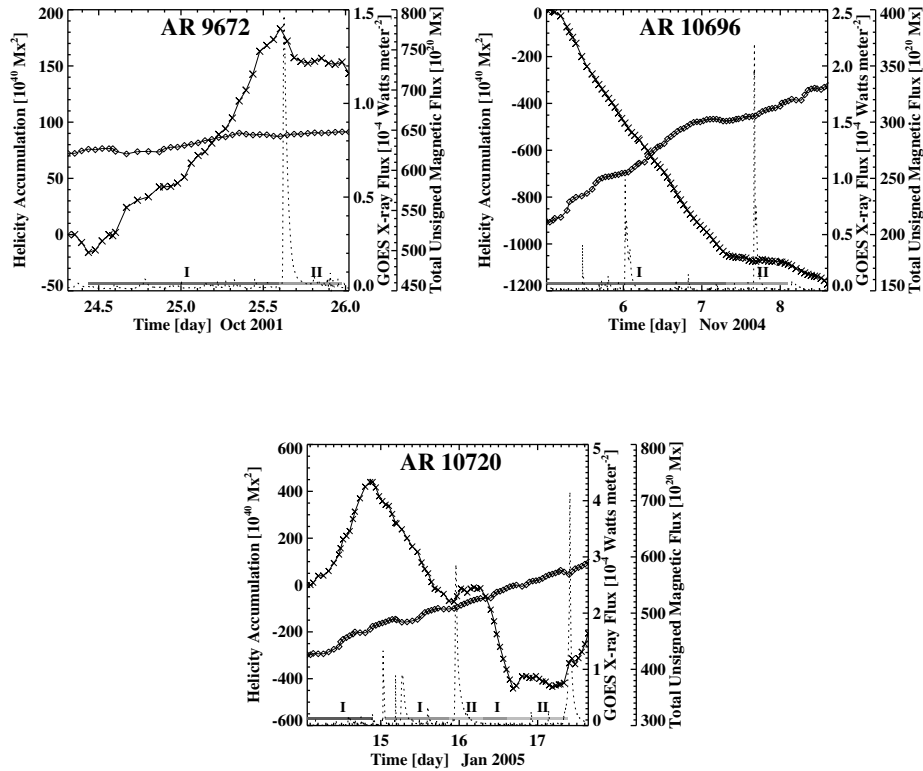 AR 9672
Helicity Accumulation [10^40 Mx^2]
200
150
100
50
0
-50
24.5
25.0
25.5
26.0
Time [day] Oct 2001
I
II
1.5
1.0
0.5
0.0
GOES X-ray Flux [10^-4 Watts meter^-2]
800
750
700
650
600
550
500
450
Total Unsigned Magnetic Flux [10^20 Mx]
AR 10696
Helicity Accumulation [10^40 Mx^2]
0
-200
-400
-600
-800
-1000
-1200
6
7
8
Time [day] Nov 2004
I
II
2.5
2.0
1.5
1.0
0.5
0.0
GOES X-ray Flux [10^-4 Watts meter^-2]
400
350
300
250
200
150
Total Unsigned Magnetic Flux [10^20 Mx]
AR 10720
Helicity Accumulation [10^40 Mx^2]
600
400
200
0
-200
-400
-600
15
16
17
Time [day] Jan 2005
I
I
II
I
II
5
4
3
2
1
0
GOES X-ray Flux [10^-4 Watts meter^-2]
800
700
600
500
400
300
Total Unsigned Magnetic Flux [10^20 Mx]